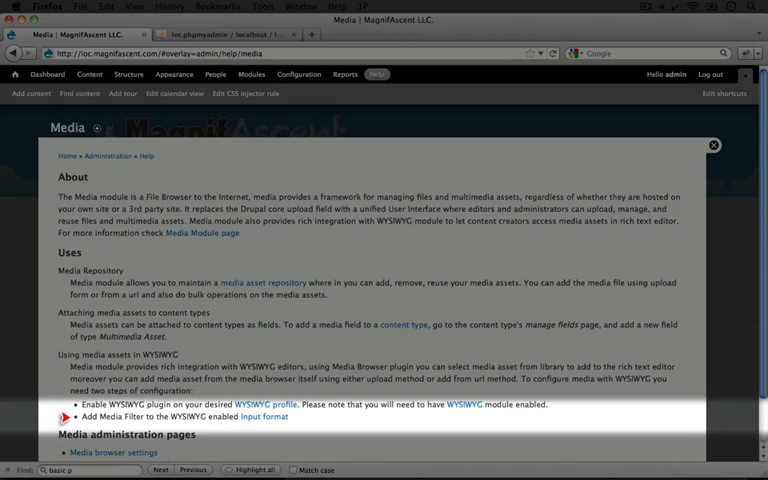 Firefox File Edit View History Bookmarks Tools Window Help
Media | MagnifAscent LLC.
Media | MagnifAscent LLC. loc.phpmyadmin / localhost / l...
http://loc.magnifascent.com/#overlay=admin/help/media Google
Dashboard Content Structure Appearance People Modules Configuration Reports Help Hello admin Log out
Add content Find content Add tour Edit calendar view Edit CSS injector rule Edit shortcuts
Media MagnifAscent
Home » Administration » Help
About
The Media module is a File Browser to the Internet, media provides a framework for managing files and multimedia assets, regardless of whether they are hosted on
your own site or a 3rd party site. It replaces the Drupal core upload field with a unified User Interface where editors and administrators can upload, manage, and
reuse files and multimedia assets. Media module also provides rich integration with WYSIWYG module to let content creators access media assets in rich text editor.
For more information check Media Module page
Uses
Media Repository
Media module allows you to maintain a media asset repository where in you can add, remove, reuse your media assets. You can add the media file using upload
form or from a url and also do bulk operations on the media assets.
Attaching media assets to content types
Media assets can be attached to content types as fields. To add a media field to a content type, go to the content type's manage fields page, and add a new field
of type Multimedia Asset.
Using media assets in WYSIWYG
Media module provides rich integration with WYSIWYG editors, using Media Browser plugin you can select media asset from library to add to the rich text editor
moreover you can add media asset from the media browser itself using either upload method or add from url method. To configure media with WYSIWYG you
need two steps of configuration:
• Enable WYSIWYG plugin on your desired WYSIWYG profile. Please note that you will need to have WYSIWYG module enabled.
• Add Media Filter to the WYSIWYG enabled Input format
Media administration pages
• Media browser settings
Find: basic p Next Previous Highlight all Match case